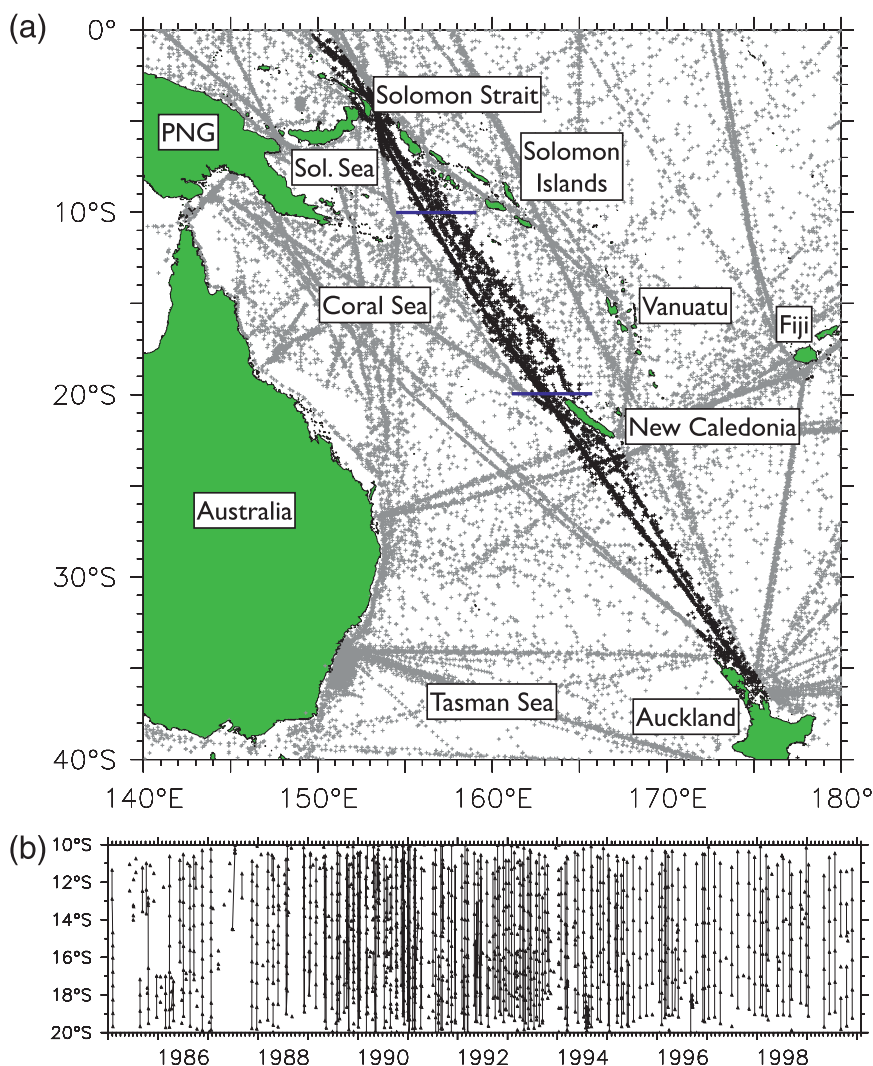 (a)
0°
Solomon Strait
PNG
Solomon
Islands
Sol. Sea
10°S
Coral Sea
Vanuatu
Fiji
20°S
New Caledonia
Australia
30°S
Tasman Sea
Auckland
40°S
140°E 150°E 160°E 170°E 180°
(b)
10°S
12°S
14°S
16°S
18°S
20°S
1986 1988 1990 1992 1994 1996 1998